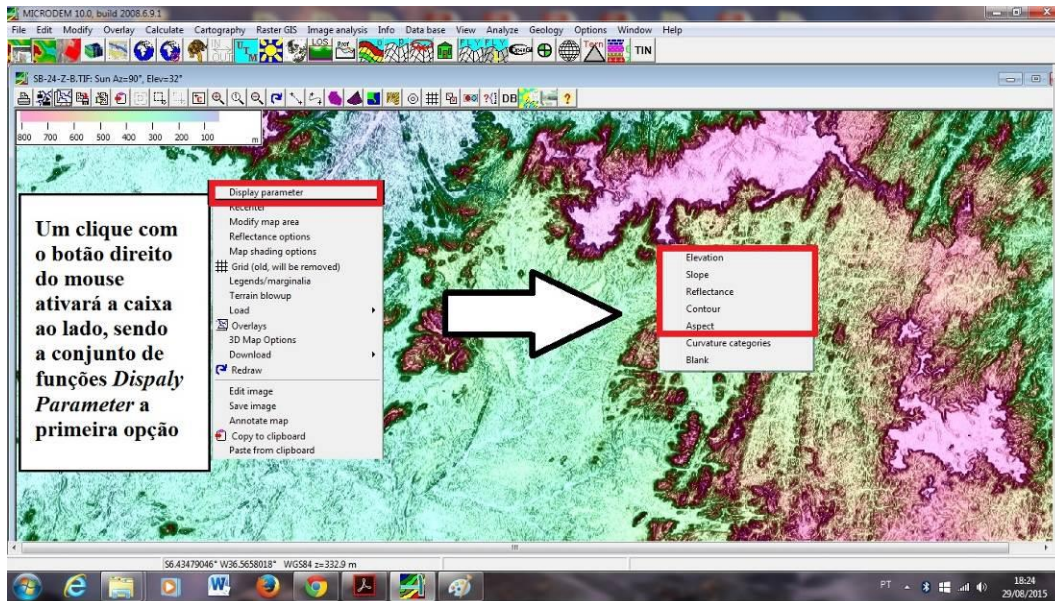 MICRODEM 10.0, build 2008.6.9.1
File Edit Modify Overlay Calculate Cartography Raster GIS Image analysis Info Data base View Analyze Geology Options Window Help
IN
OUT
U
T
M
LOS
TIN
SB-24-Z-B.TIF: Sun Az=90°, Elev=32°
DB
800 700 600 500 400 300 200 100 m
Um clique com
o botão direito
do mouse
ativará a caixa
ao lado, sendo
a conjunto de
funções Dispaly
Parameter a
primeira opção
Display parameter
Recenter
Modify map area
Reflectance options
Map shading options
Grid (old, will be removed)
Legends/marginalia
Terrain blowup
Load
Overlays
3D Map Options
Download
Redraw
Edit image
Save image
Annotate map
Copy to clipboard
Paste from clipboard
Elevation
Slope
Reflectance
Contour
Aspect
Curvature categories
Blank
S6.43479046° W36.5658018° WGS84 z=332.9 m
PT
18:24
29/08/2015